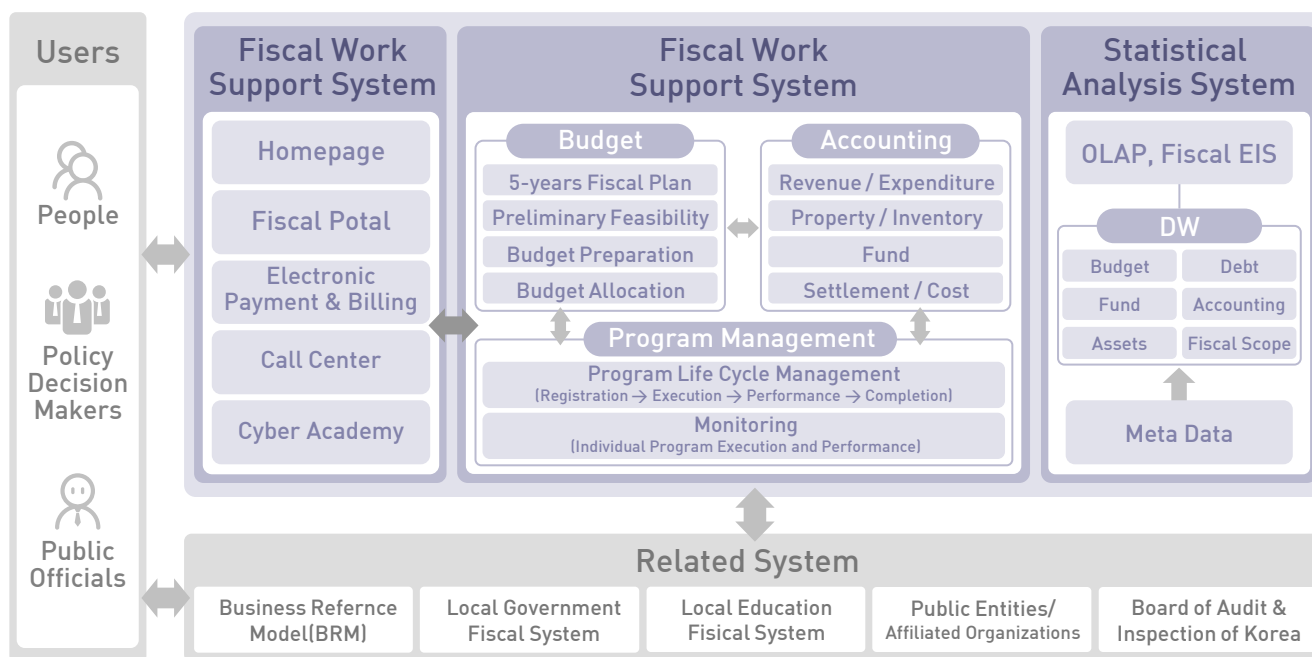 Users
People
Policy
Decision
Makers
Public
Officials
Fiscal Work
Support System
Homepage
Fiscal Potal
Electronic
Payment & Billing
Call Center
Cyber Academy
Fiscal Work
Support System
Budget
5-years Fiscal Plan
Preliminary Feasibility
Budget Preparation
Budget Allocation
Accounting
Revenue / Expenditure
Property / Inventory
Fund
Settlement / Cost
Program Management
Program Life Cycle Management
(Registration → Execution → Performance → Completion)
Monitoring
(Individual Program Execution and Performance)
Statistical
Analysis System
OLAP, Fiscal EIS
DW
Budget
Debt
Fund
Accounting
Assets
Fiscal Scope
Meta Data
Related System
Business Refernce
Model(BRM)
Local Government
Fiscal System
Local Education
Fisical System
Public Entities/
Affiliated Organizations
Board of Audit &
Inspection of Korea